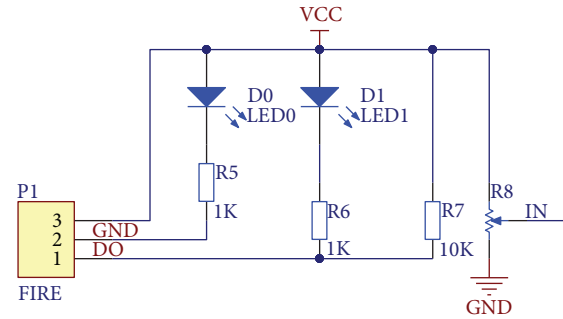 VCC
D0
LED0
D1
LED1
P1
R5
R8
3
GND
1K
R6
R7
IN
2
DO
1
1K
10K
FIRE
GND